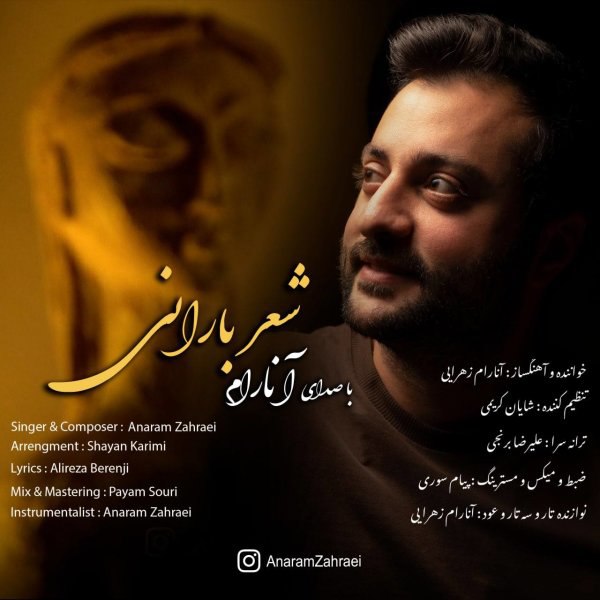 شعر بارانی
با صدای آنارام
خواننده و آهنگساز : آنارام زهرایی
تنظیم کننده : شایان کریمی
ترانه سرا : علیرضا برنجی
ضبط و میکس و مسترینگ : پیام سوری
نوازنده تار و سه تار و عود : آنارام زهرایی
Singer & Composer : Anaram Zahraei
Arrengment : Shayan Karimi
Lyrics : Alireza Berenji
Mix & Mastering : Payam Souri
Instrumentalist : Anaram Zahraei
AnaramZahraei